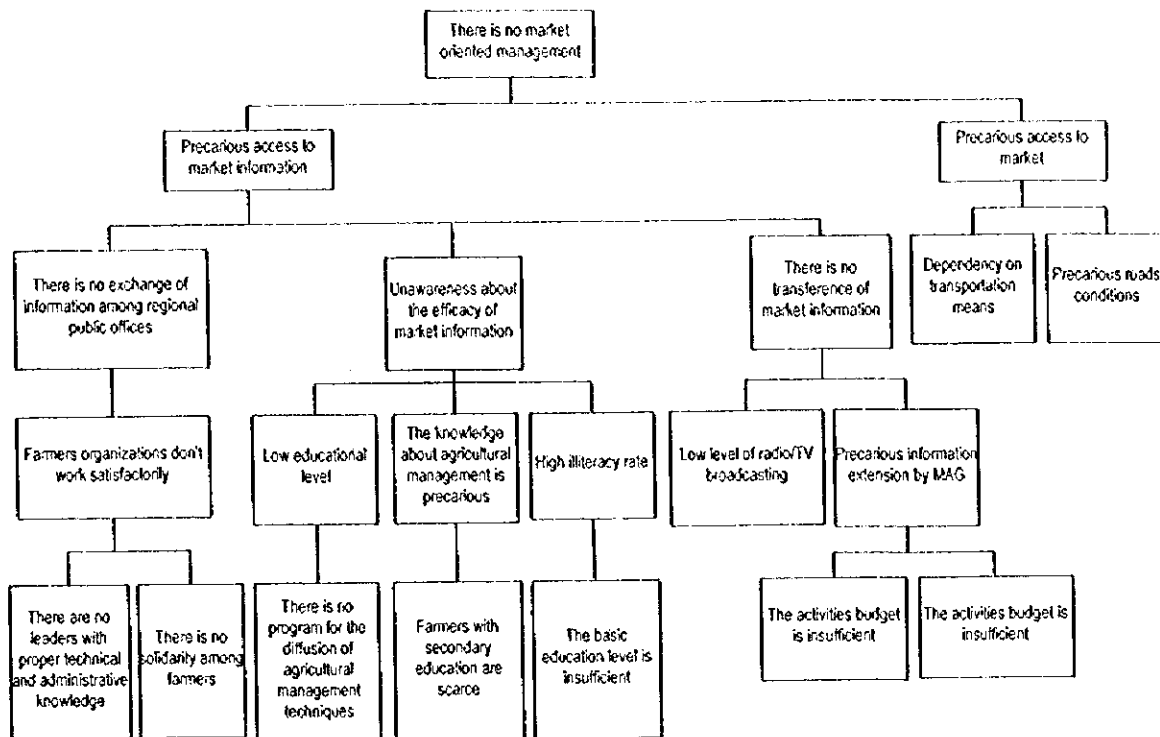 There is no market
oriented management
Precarious access to
market information
Precarious access to
market
There is no exchange of
information among regional
public offices
Unawareness about
the efficacy of
market information
There is no
transference of
market information
Dependency on
transportation
means
Precarious roads
conditions
Farmers organizations don't
work satisfactorily
Low educational
level
The knowledge
about agricultural
management is
precarious
High illiteracy rate
Low level of radio/TV
broadcasting
Precarious information
extension by MAG
There are no
leaders with
proper technical
and administrative
knowledge
There is no
solidarity among
farmers
There is no
program for the
diffusion of
agricultural
management
techniques
Farmers with
secondary
education are
scarce
The basic
education level is
insufficient
The activities budget
is insufficient
The activities budget is
insufficient